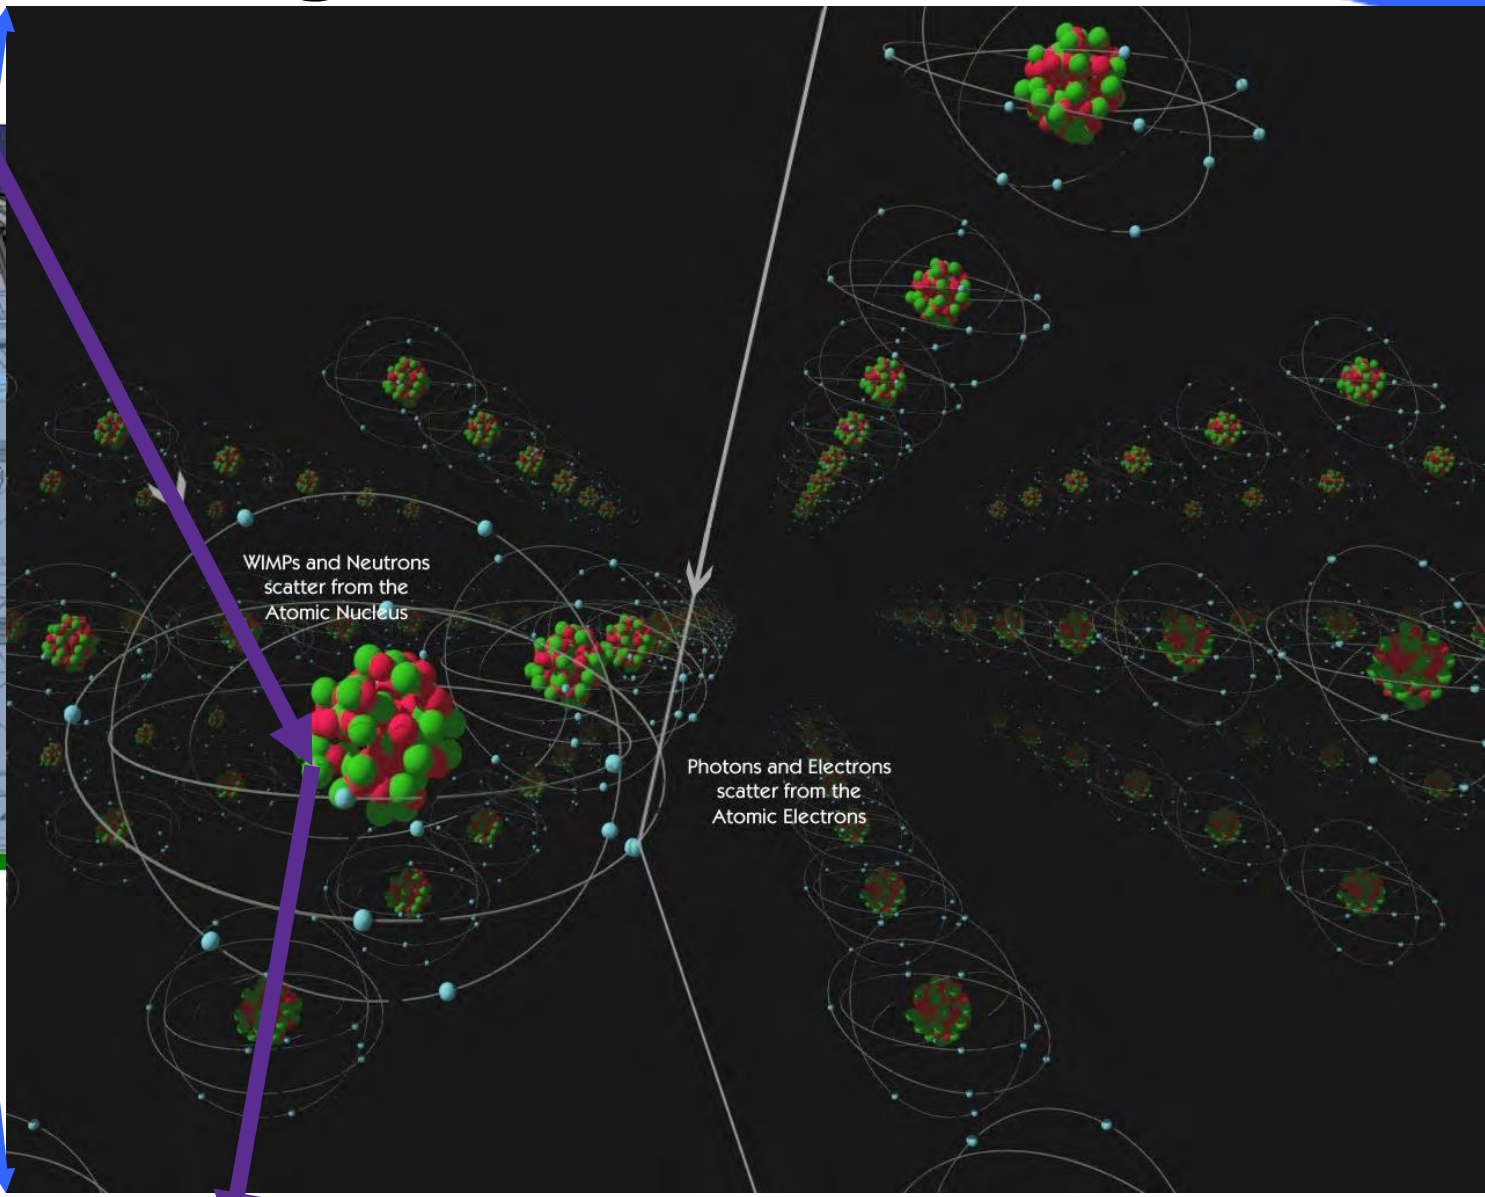 WIMPs and Neutrons
scatter from the
Atomic Nucleus
Photons and Electrons
scatter from the
Atomic Electrons